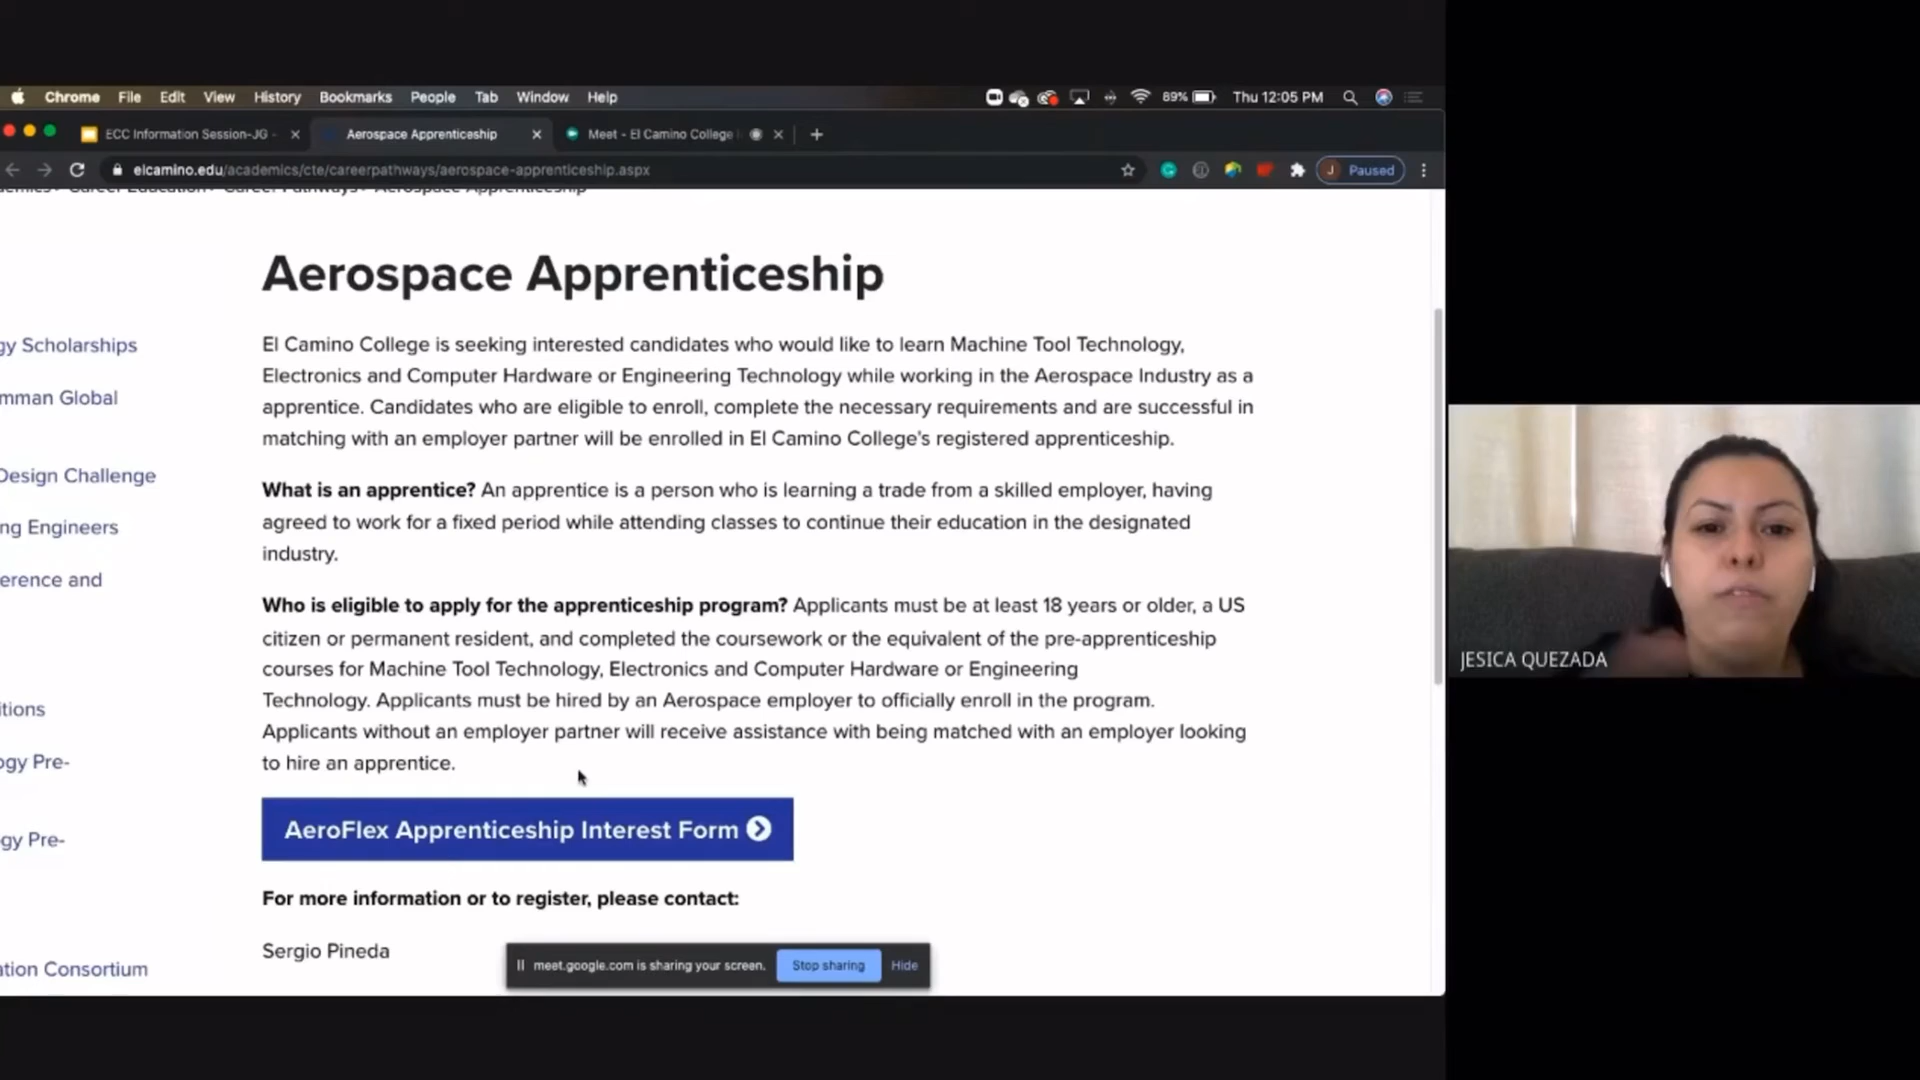 Chrome File Edit View History Bookmarks People Tab Window Help 89% Thu 12:05 PM
ECC Information Session-JG - Aerospace Apprenticeship Meet - El Camino College
elcamino.edu/academics/cte/careerpathways/aerospace-apprenticeship.aspx J Paused
Career Education Career Pathways Aerospace Apprenticeship
Aerospace Apprenticeship
El Camino College is seeking interested candidates who would like to learn Machine Tool Technology,
Electronics and Computer Hardware or Engineering Technology while working in the Aerospace Industry as a
apprentice. Candidates who are eligible to enroll, complete the necessary requirements and are successful in
matching with an employer partner will be enrolled in El Camino College's registered apprenticeship.
What is an apprentice? An apprentice is a person who is learning a trade from a skilled employer, having
agreed to work for a fixed period while attending classes to continue their education in the designated
industry.
Who is eligible to apply for the apprenticeship program? Applicants must be at least 18 years or older, a US
citizen or permanent resident, and completed the coursework or the equivalent of the pre-apprenticeship
courses for Machine Tool Technology, Electronics and Computer Hardware or Engineering
Technology. Applicants must be hired by an Aerospace employer to officially enroll in the program.
Applicants without an employer partner will receive assistance with being matched with an employer looking
to hire an apprentice.
AeroFlex Apprenticeship Interest Form
For more information or to register, please contact:
Sergio Pineda
gy Scholarships
mman Global
Design Challenge
ng Engineers
erence and
itions
ogy Pre-
gy Pre-
ation Consortium
meet.google.com is sharing your screen. Stop sharing Hide
JESICA QUEZADA